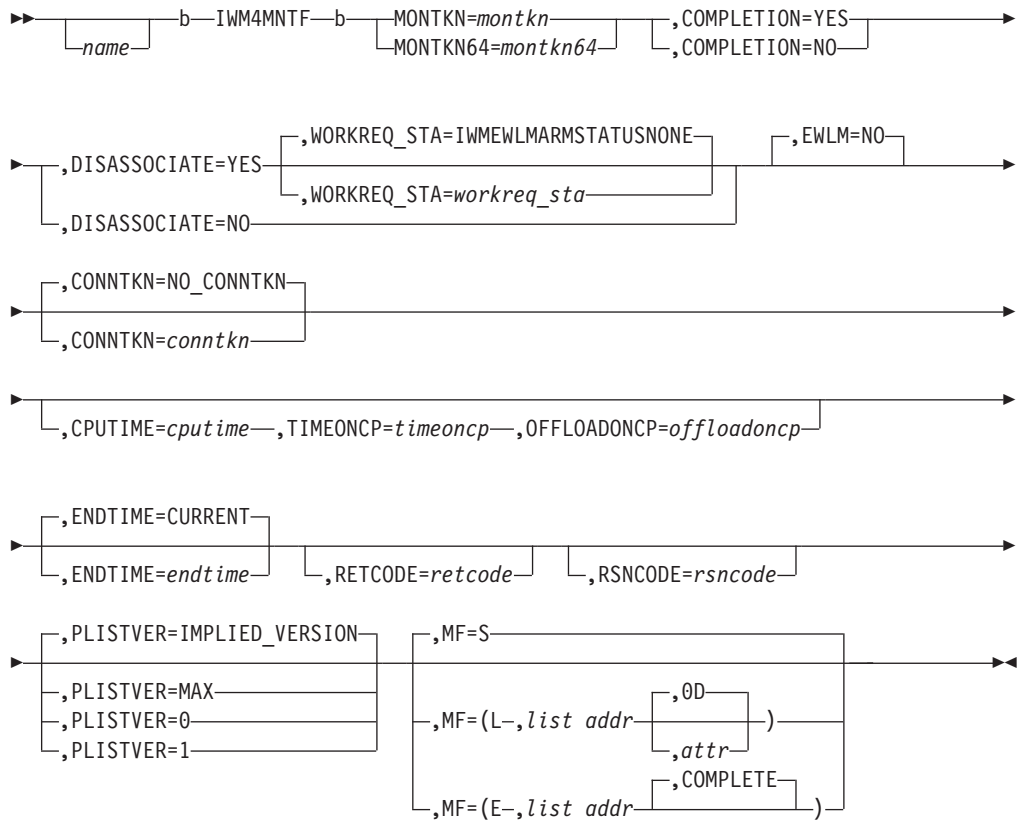 b IWM4MNTF b MONTKN=montkn ,COMPLETION=YES
name MONTKN64=montkn64 ,COMPLETION=NO
,WORKREQ_STA=IWMEWLMARMSTATUSNONE ,EWLM=NO
,DISASSOCIATE=YES
,WORKREQ_STA=workreq_sta
,DISASSOCIATE=NO
,CONNTKN=NO_CONNTKN
,CONNTKN=conntkn
,CPUTIME=cputime ,TIMEONCP=timeoncp ,OFFLOADONCP=offloadoncp
,ENDTIME=CURRENT
,ENDTIME=endtime ,RETCODE=retcode ,RSNCODE=rsncode
,PLISTVER=IMPLIED_VERSION ,MF=S
,PLISTVER=MAX ,0D
,PLISTVER=0 ,MF=(L ,list addr )
,PLISTVER=1 ,attr
,COMPLETE
,MF=(E ,list addr )